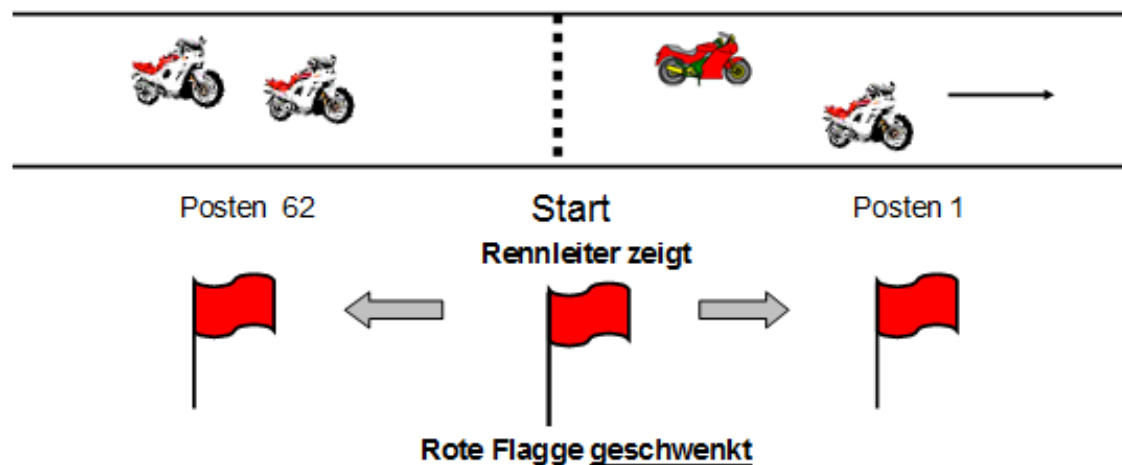 Posten 62 Start Posten 1
Rennleiter zeigt
Rote Flagge geschwenkt